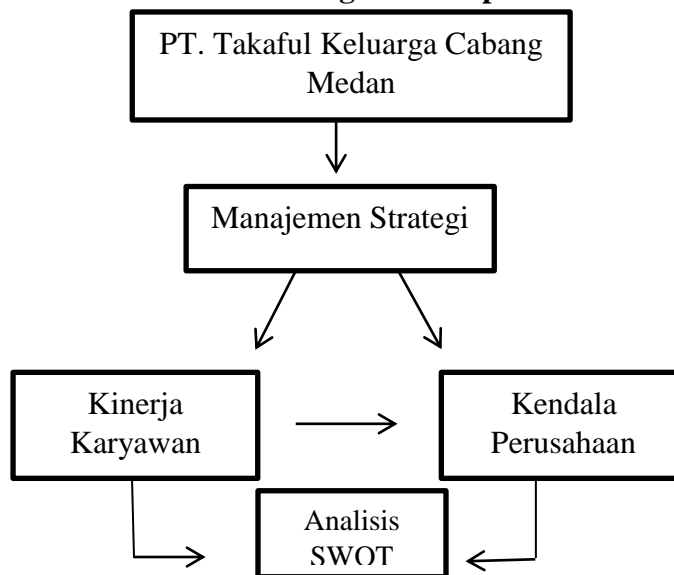 PT. Takaful Keluarga Cabang
Medan
Manajemen Strategi
Kinerja
Karyawan
Kendala
Perusahaan
Analisis
SWOT